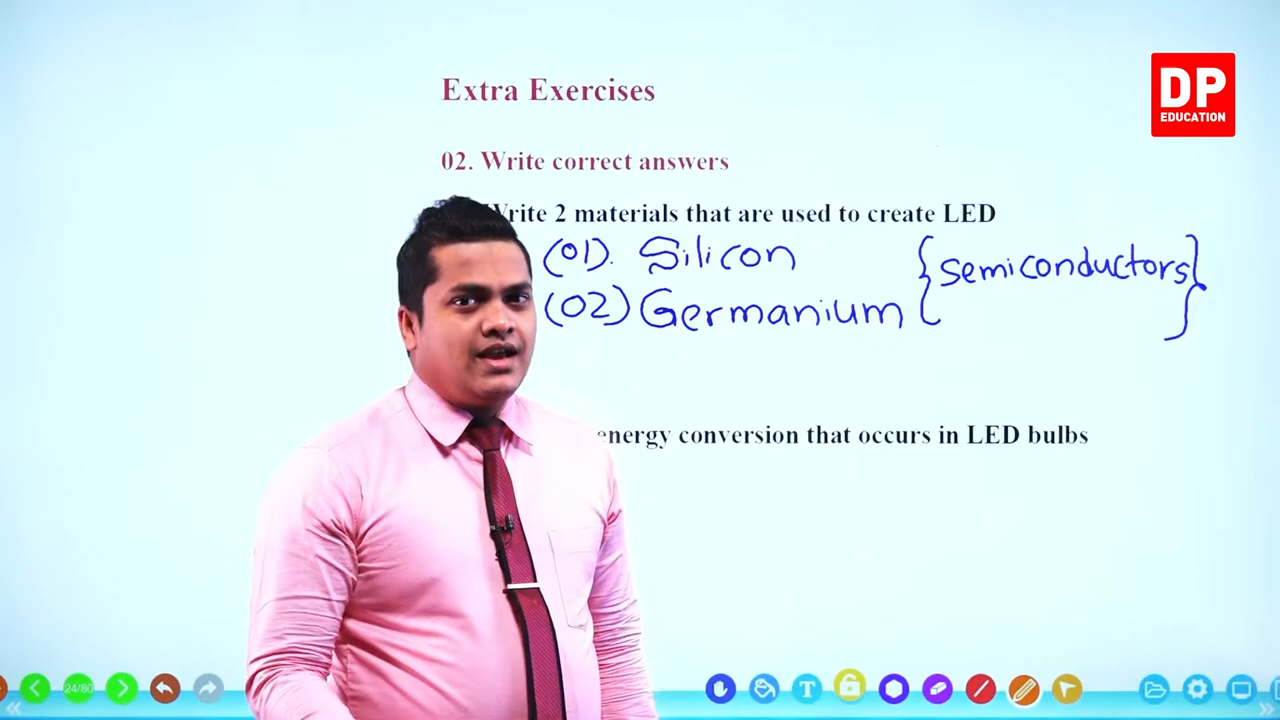 DP
EDUCATION
Extra Exercises
02. Write correct answers
Write 2 materials that are used to create LED
(01). Silicon
(02) Germanium
{semiconductors}
energy conversion that occurs in LED bulbs
24/80
T